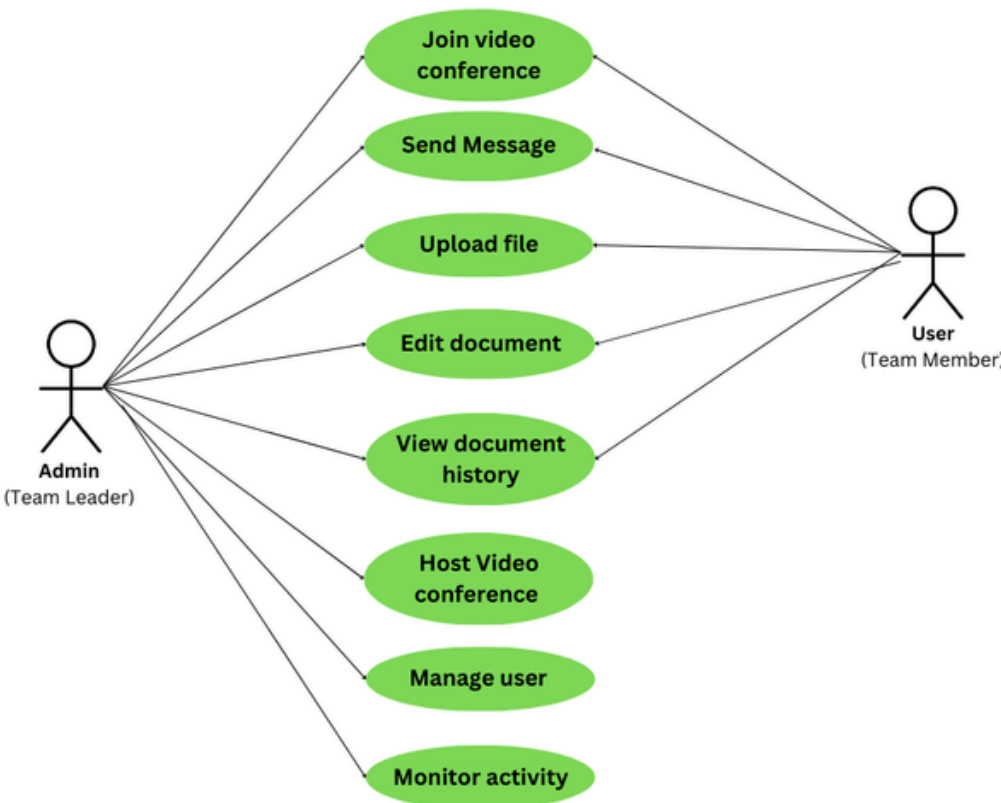 Join video
conference
Send Message
Upload file
Edit document
View document
history
Host Video
conference
Manage user
Monitor activity
Admin
(Team Leader)
User
(Team Member)